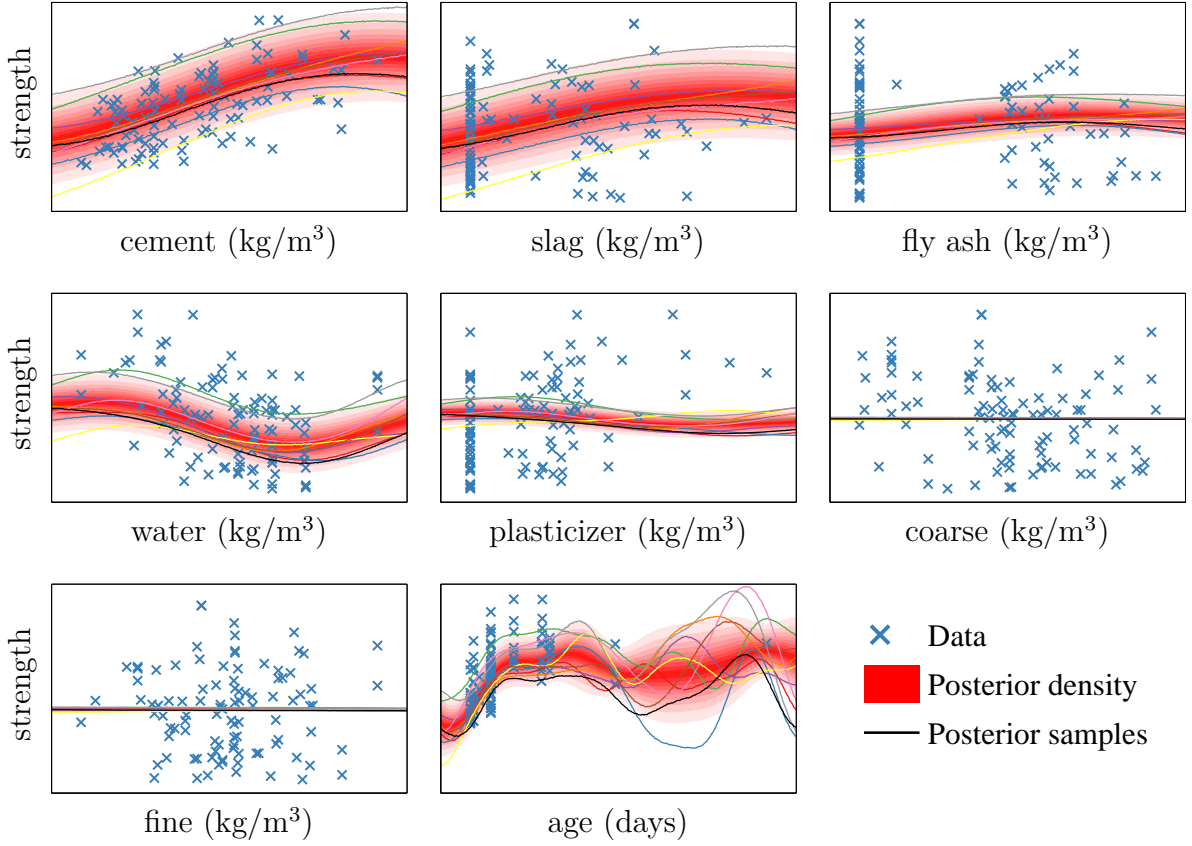 strength
cement (kg/m³)
slag (kg/m³)
fly ash (kg/m³)
strength
water (kg/m³)
plasticizer (kg/m³)
coarse (kg/m³)
strength
fine (kg/m³)
age (days)
Data
Posterior density
Posterior samples